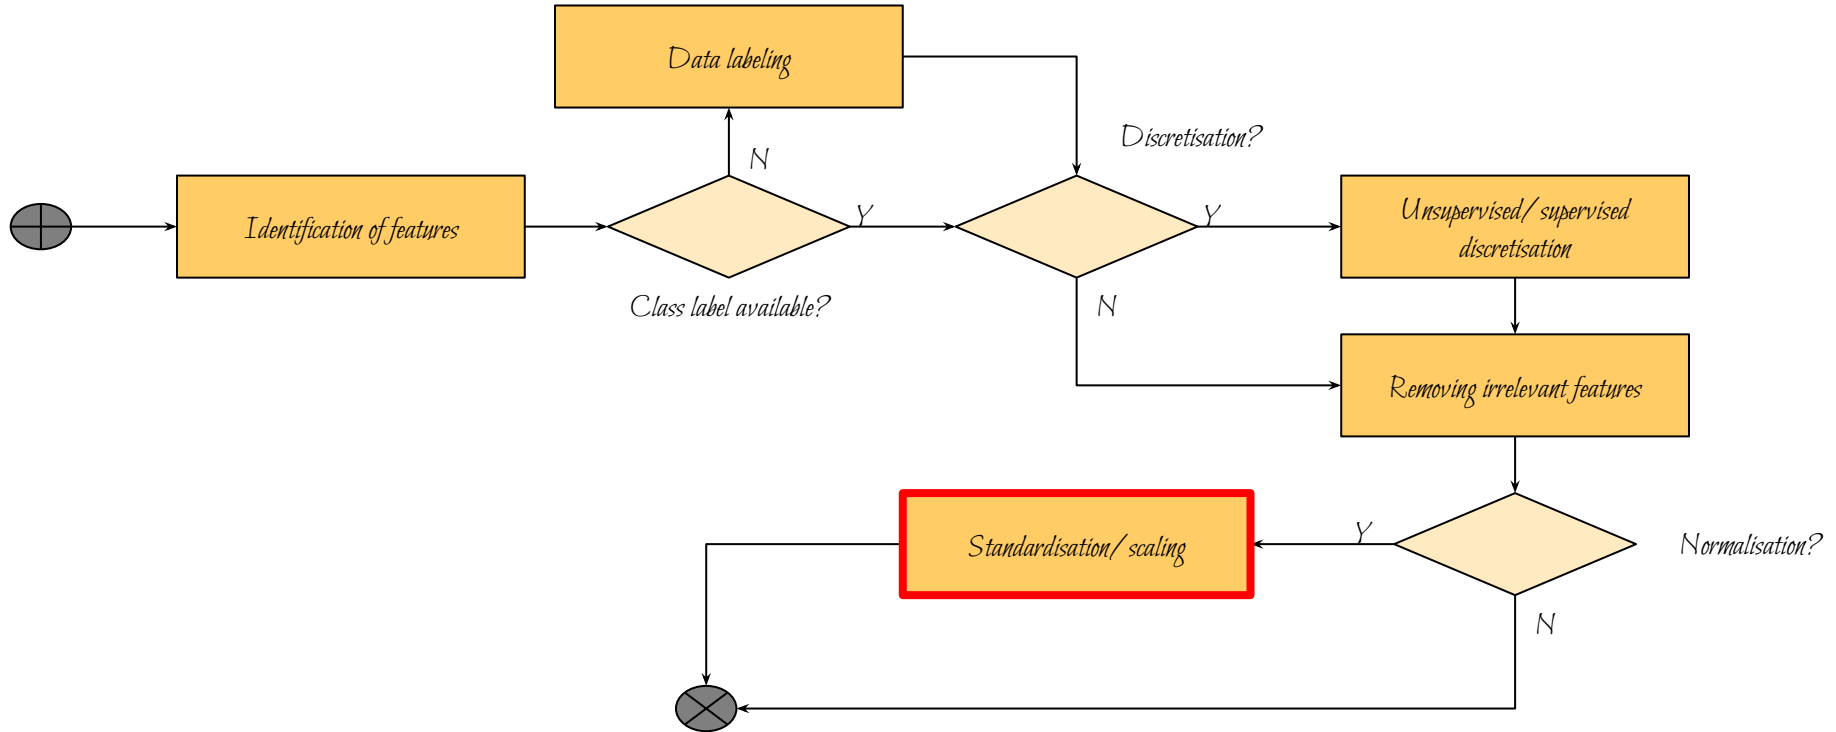 Data labeling
Discretisation?
N
Identification of features
Y
Y
Unsupervised/ supervised
discretisation
Class label available?
N
Removing irrelevant features
Standardisation/ scaling
Y
Normalisation?
N